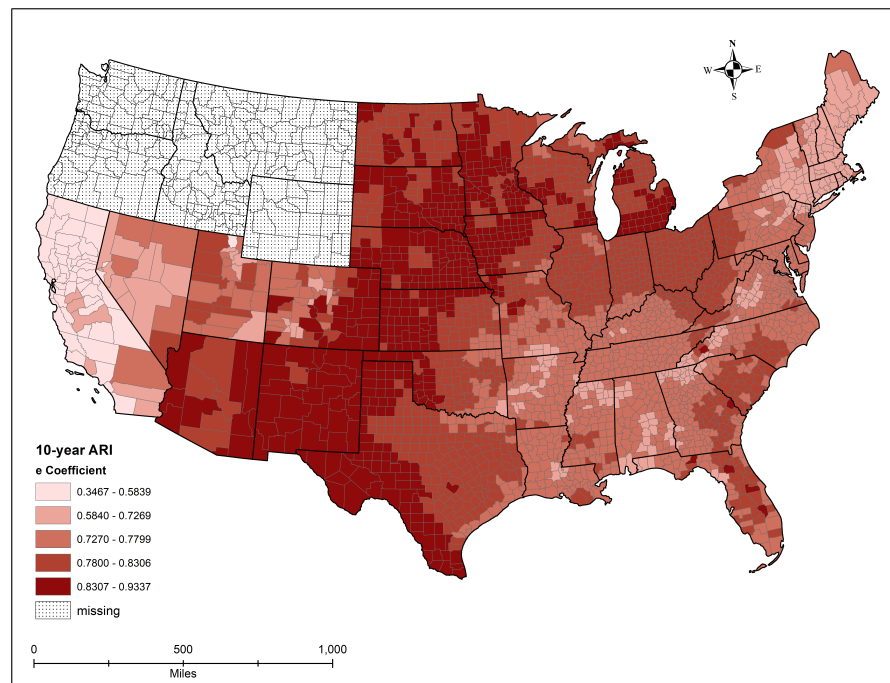 N
W E
S
10-year ARI
e Coefficient
0.3467 - 0.5839
0.5840 - 0.7269
0.7270 - 0.7799
0.7800 - 0.8306
0.8307 - 0.9337
missing
0 500 1,000
Miles